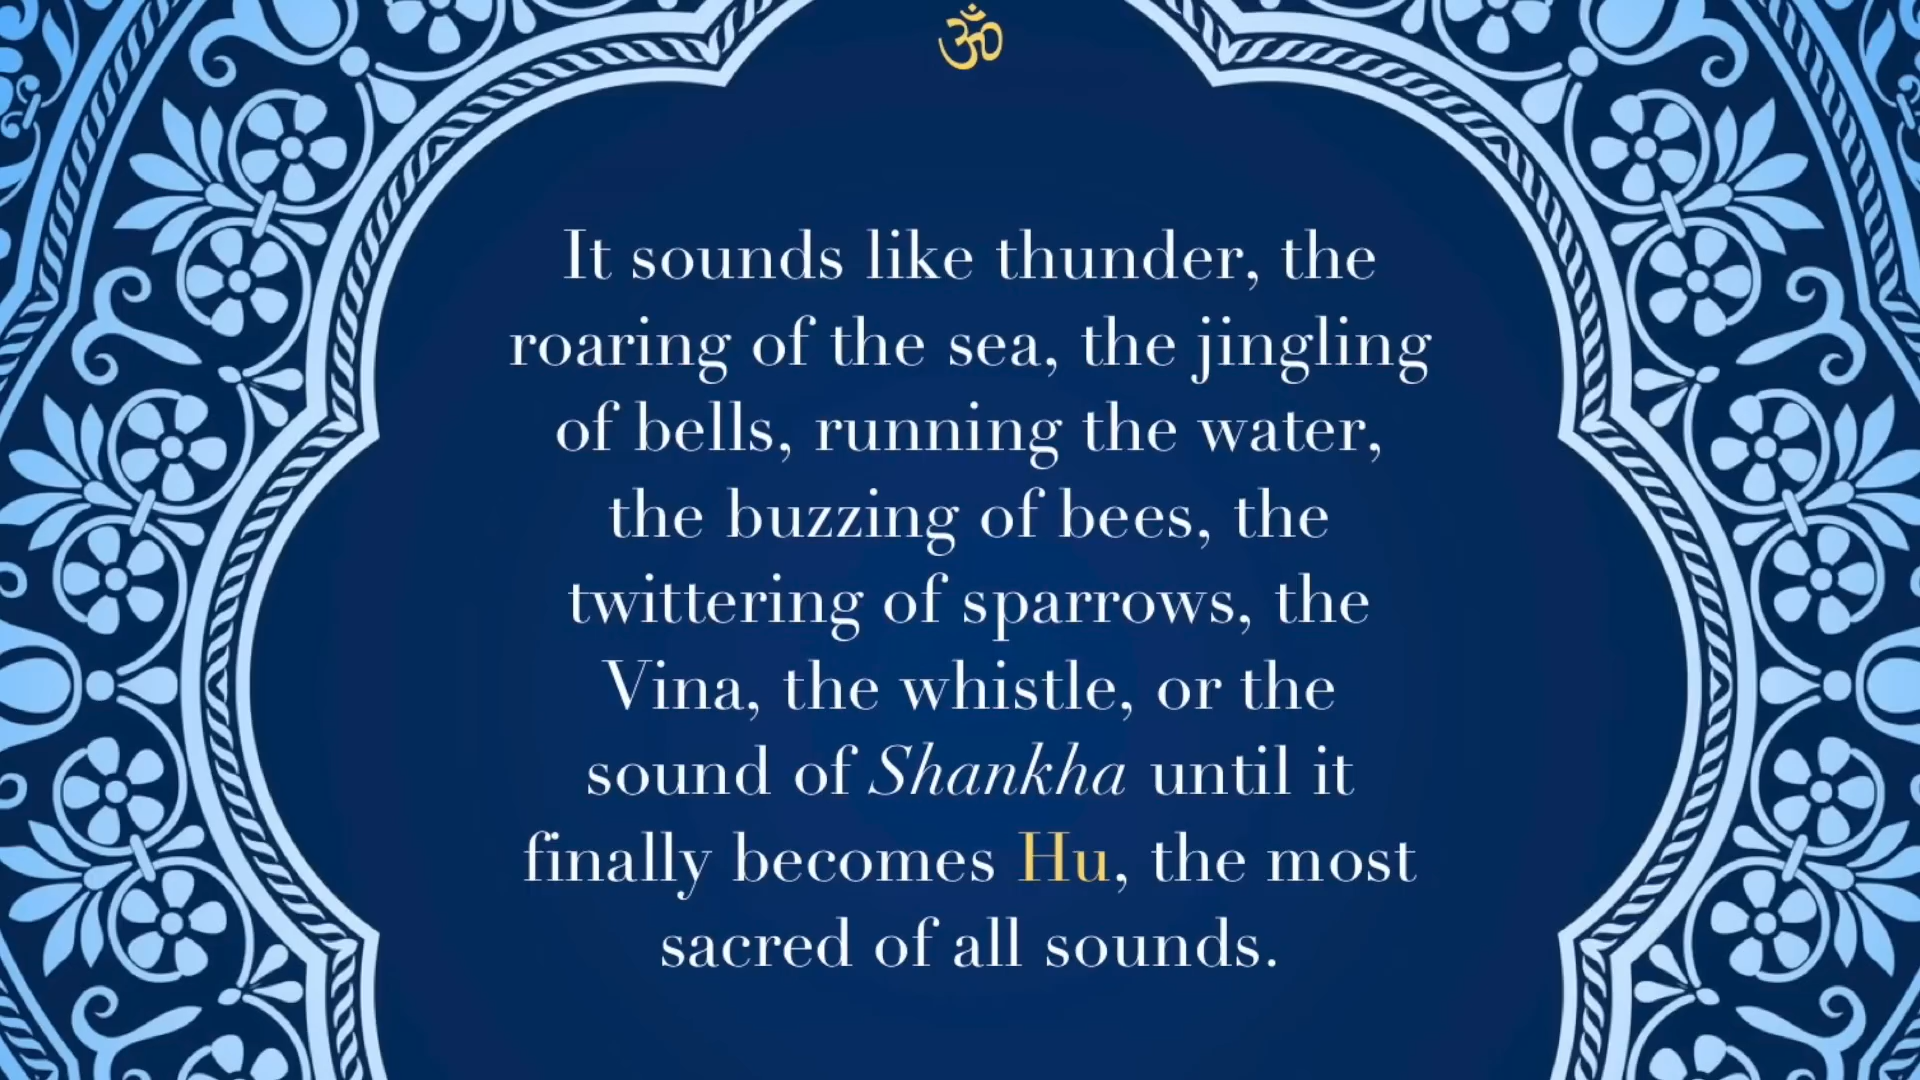 ॐ
It sounds like thunder, the
roaring of the sea, the jingling
of bells, running the water,
the buzzing of bees, the
twittering of sparrows, the
Vina, the whistle, or the
sound of Shankha until it
finally becomes Hu, the most
sacred of all sounds.